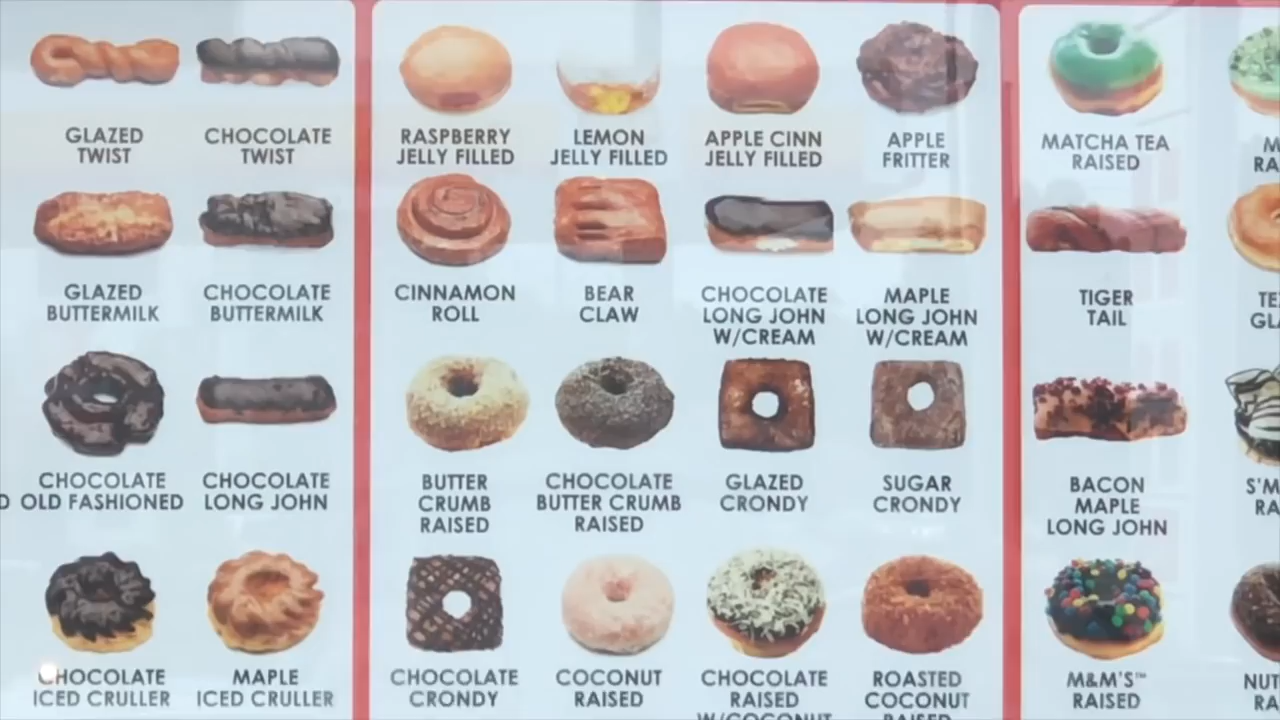 GLAZED
TWIST
CHOCOLATE
TWIST
RASPBERRY
JELLY FILLED
LEMON
JELLY FILLED
APPLE CINN
JELLY FILLED
APPLE
FRITTER
MATCHA TEA
RAISED
GLAZED
BUTTERMILK
CHOCOLATE
BUTTERMILK
CINNAMON
ROLL
BEAR
CLAW
CHOCOLATE
LONG JOHN
W/CREAM
MAPLE
LONG JOHN
W/CREAM
TIGER
TAIL
CHOCOLATE
OLD FASHIONED
CHOCOLATE
LONG JOHN
BUTTER
CRUMB
RAISED
CHOCOLATE
BUTTER CRUMB
RAISED
GLAZED
CRONDY
SUGAR
CRONDY
BACON
MAPLE
LONG JOHN
CHOCOLATE
ICED CRULLER
MAPLE
ICED CRULLER
CHOCOLATE
CRONDY
COCONUT
RAISED
CHOCOLATE
RAISED
W/COCONUT
ROASTED
COCONUT
RAISED
M&M'S™
RAISED